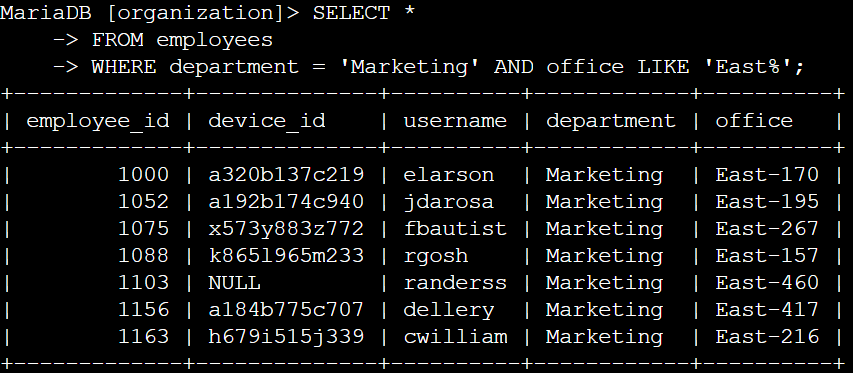 MariaDB [organization]> SELECT *
    -> FROM employees
    -> WHERE department = 'Marketing' AND office LIKE 'East%';
+-------------+--------------+----------+------------+----------+
| employee_id | device_id    | username | department | office   |
+-------------+--------------+----------+------------+----------+
|        1000 | a320b137c219 | elarson  | Marketing  | East-170 |
|        1052 | a192b174c940 | jdarosa  | Marketing  | East-195 |
|        1075 | x573y883z772 | fbautist | Marketing  | East-267 |
|        1088 | k865l965m233 | rgosh    | Marketing  | East-157 |
|        1103 | NULL         | randerss | Marketing  | East-460 |
|        1156 | a184b775c707 | dellery  | Marketing  | East-417 |
|        1163 | h679i515j339 | cwilliam | Marketing  | East-216 |
+-------------+--------------+----------+------------+----------+